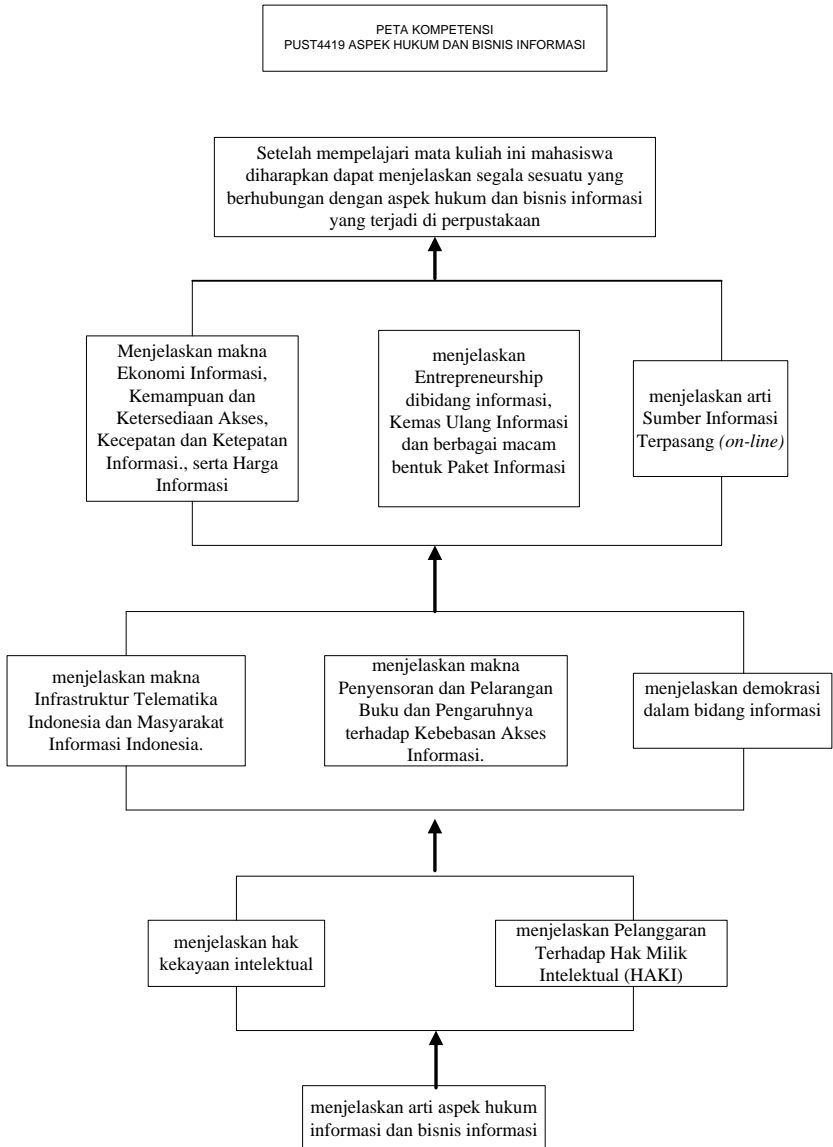 PETA KOMPETENSI
PUST4419 ASPEK HUKUM DAN BISNIS INFORMASI
Setelah mempelajari mata kuliah ini mahasiswa
diharapkan dapat menjelaskan segala sesuatu yang
berhubungan dengan aspek hukum dan bisnis informasi
yang terjadi di perpustakaan
Menjelaskan makna
Ekonomi Informasi,
Kemampuan dan
Ketersediaan Akses,
Kecepatan dan Ketepatan
Informasi., serta Harga
Informasi
menjelaskan
Entrepreneurship
dibidang informasi,
Kemas Ulang Informasi
dan berbagai macam
bentuk Paket Informasi
menjelaskan arti
Sumber Informasi
Terpasang (on-line)
menjelaskan makna
Infrastruktur Telematika
Indonesia dan Masyarakat
Informasi Indonesia.
menjelaskan makna
Penyensoran dan Pelarangan
Buku dan Pengaruhnya
terhadap Kebebasan Akses
Informasi.
menjelaskan demokrasi
dalam bidang informasi
menjelaskan hak
kekayaan intelektual
menjelaskan Pelanggaran
Terhadap Hak Milik
Intelektual (HAKI)
menjelaskan arti aspek hukum
informasi dan bisnis informasi